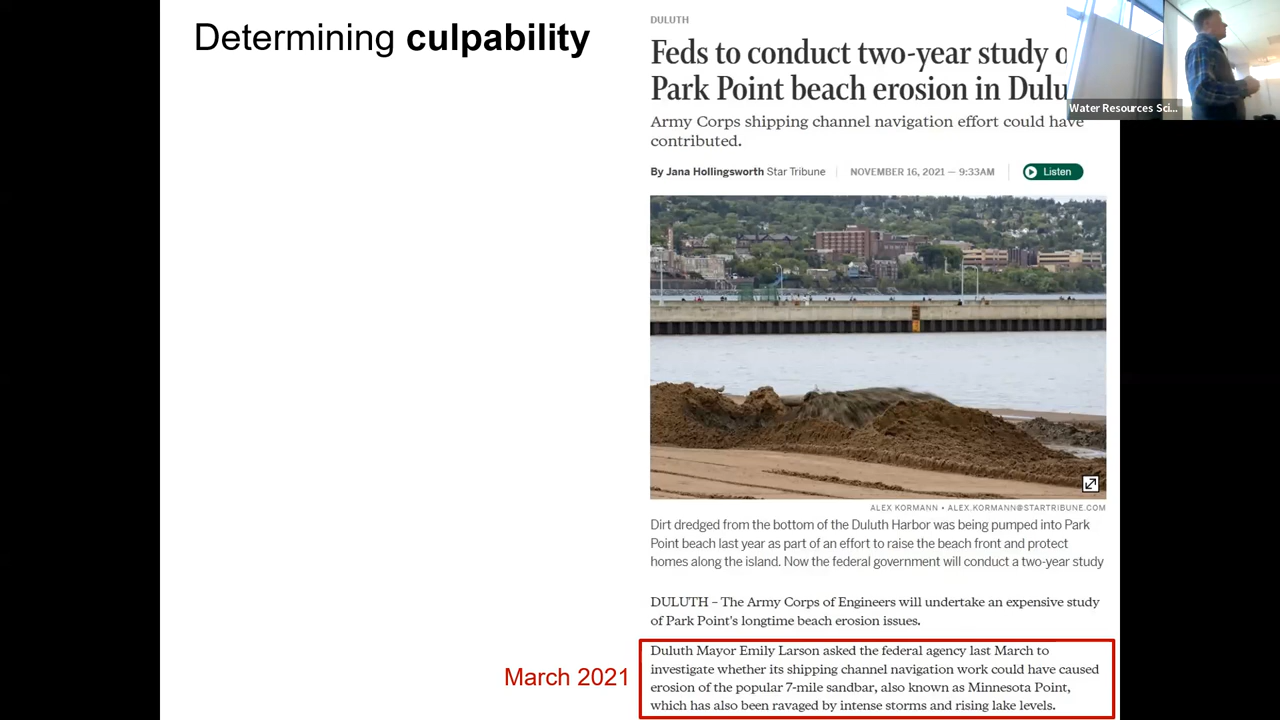 Determining culpability
DULUTH
Feds to conduct two-year study
Park Point beach erosion in
Army Corps shipping channel navigation effort could have
contributed.
By Jana Hollingsworth Star Tribune
NOVEMBER 16, 2021 — 9:33AM
Listen
Water Resources Sci...
ALEX KORMANN • ALEX.KORMANN@STARTRIBUNE.COM
Dirt dredged from the bottom of the Duluth Harbor was being pumped into Park
Point beach last year as part of an effort to raise the beach front and protect
homes along the island. Now the federal government will conduct a two-year study
DULUTH – The Army Corps of Engineers will undertake an expensive study
of Park Point's longtime beach erosion issues.
March 2021
Duluth Mayor Emily Larson asked the federal agency last March to
investigate whether its shipping channel navigation work could have caused
erosion of the popular 7-mile sandbar, also known as Minnesota Point,
which has also been ravaged by intense storms and rising lake levels.